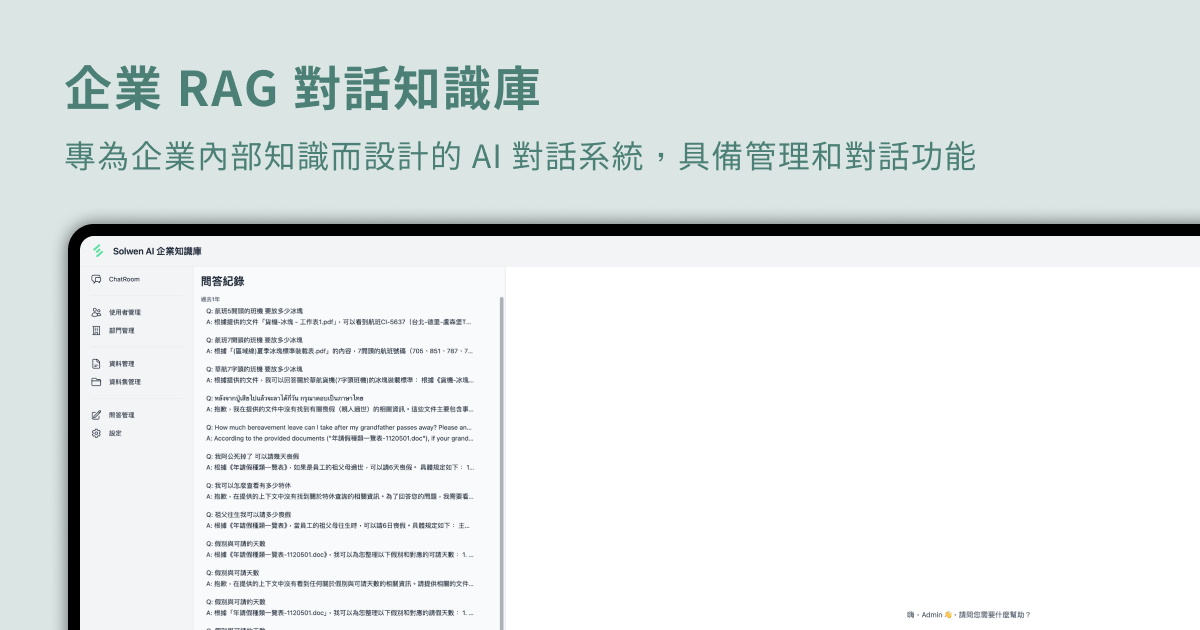 企業 RAG 對話知識庫
專為企業內部知識而設計的 AI 對話系統，具備管理和對話功能
Solwen AI 企業知識庫
ChatRoom
使用者管理
部門管理
資料管理
資料集管理
問答管理
設定
問答紀錄
過去1年
Q: 航班5開頭的班機 要放多少冰塊
A: 根據提供的文件「貨機-冰塊 - 工作表1.pdf」，可以看到航班CI-5637（台北-德里-盧森堡T...
Q: 航班7開頭的班機 要放多少冰塊
A: 根據「(區域線)夏季冰塊標準裝載表.pdf」的內容，7開頭的航班號碼（705、851、787、7...
Q: 華航7字頭的班機 要放多少冰塊
A: 根據提供的文件，我可以回答關於華航貨機(7字頭班機)的冰塊裝載標準： 根據《貨機-冰塊...
Q: หลังจากปู่เสียไปแล้วจะลาได้กี่วัน กรุณาตอบเป็นภาษาไทย
A: 抱歉，我在提供的文件中沒有找到有關喪假（親人過世）的相關資訊。這些文件主要包含事...
Q: How much bereavement leave can I take after my grandfather passes away? Please an...
A: According to the provided documents ("年請假種類一覽表-1120501.doc"), if your grand...
Q: 我阿公死掉了 可以請幾天喪假
A: 根據《年請假種類一覽表》，如果是員工的祖父母過世，可以請6天喪假。 具體規定如下： 1...
Q: 我可以怎麼查看有多少特休
A: 抱歉，在提供的上下文中沒有找到關於特休查詢的相關資訊。為了回答您的問題，我需要看...
Q: 祖父往生我可以請多少喪假
A: 根據《年請假種類一覽表》，當員工的祖父母往生時，可以請6日喪假。具體規定如下： 主...
Q: 假別與可請的天數
A: 根據《年請假種類一覽表-1120501.doc》，我可以為您整理以下假別和對應的可請天數： 1. ...
Q: 假別與可請天數
A: 抱歉，在提供的上下文中沒有看到任何關於假別與可請天數的相關資訊。請提供相關的文件...
Q: 假別與可請的天數
A: 根據「年請假種類一覽表-1120501.doc」，我可以為您整理以下假別和對應的請假天數： 1. ...
嗨，Admin 👋，請問您需要什麼幫助？